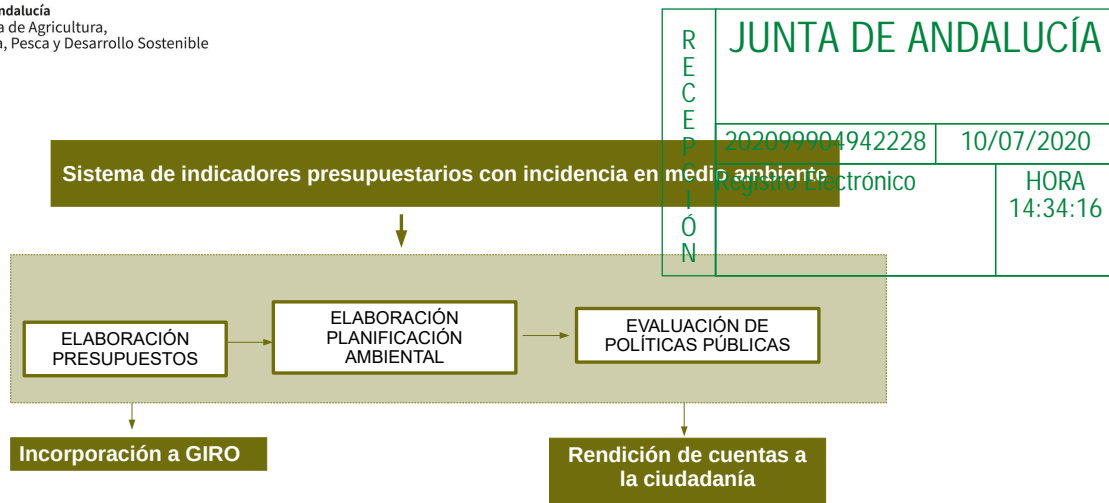 ndalucía
a de Agricultura,
a, Pesca y Desarrollo Sostenible
RECEPCIÓN
JUNTA DE ANDALUCÍA
202099904942228
10/07/2020
Registro Electrónico
HORA
14:34:16
Sistema de indicadores presupuestarios con incidencia en medio ambiente
ELABORACIÓN
PRESUPUESTOS
ELABORACIÓN
PLANIFICACIÓN
AMBIENTAL
EVALUACIÓN DE
POLÍTICAS PÚBLICAS
Incorporación a GIRO
Rendición de cuentas a
la ciudadanía